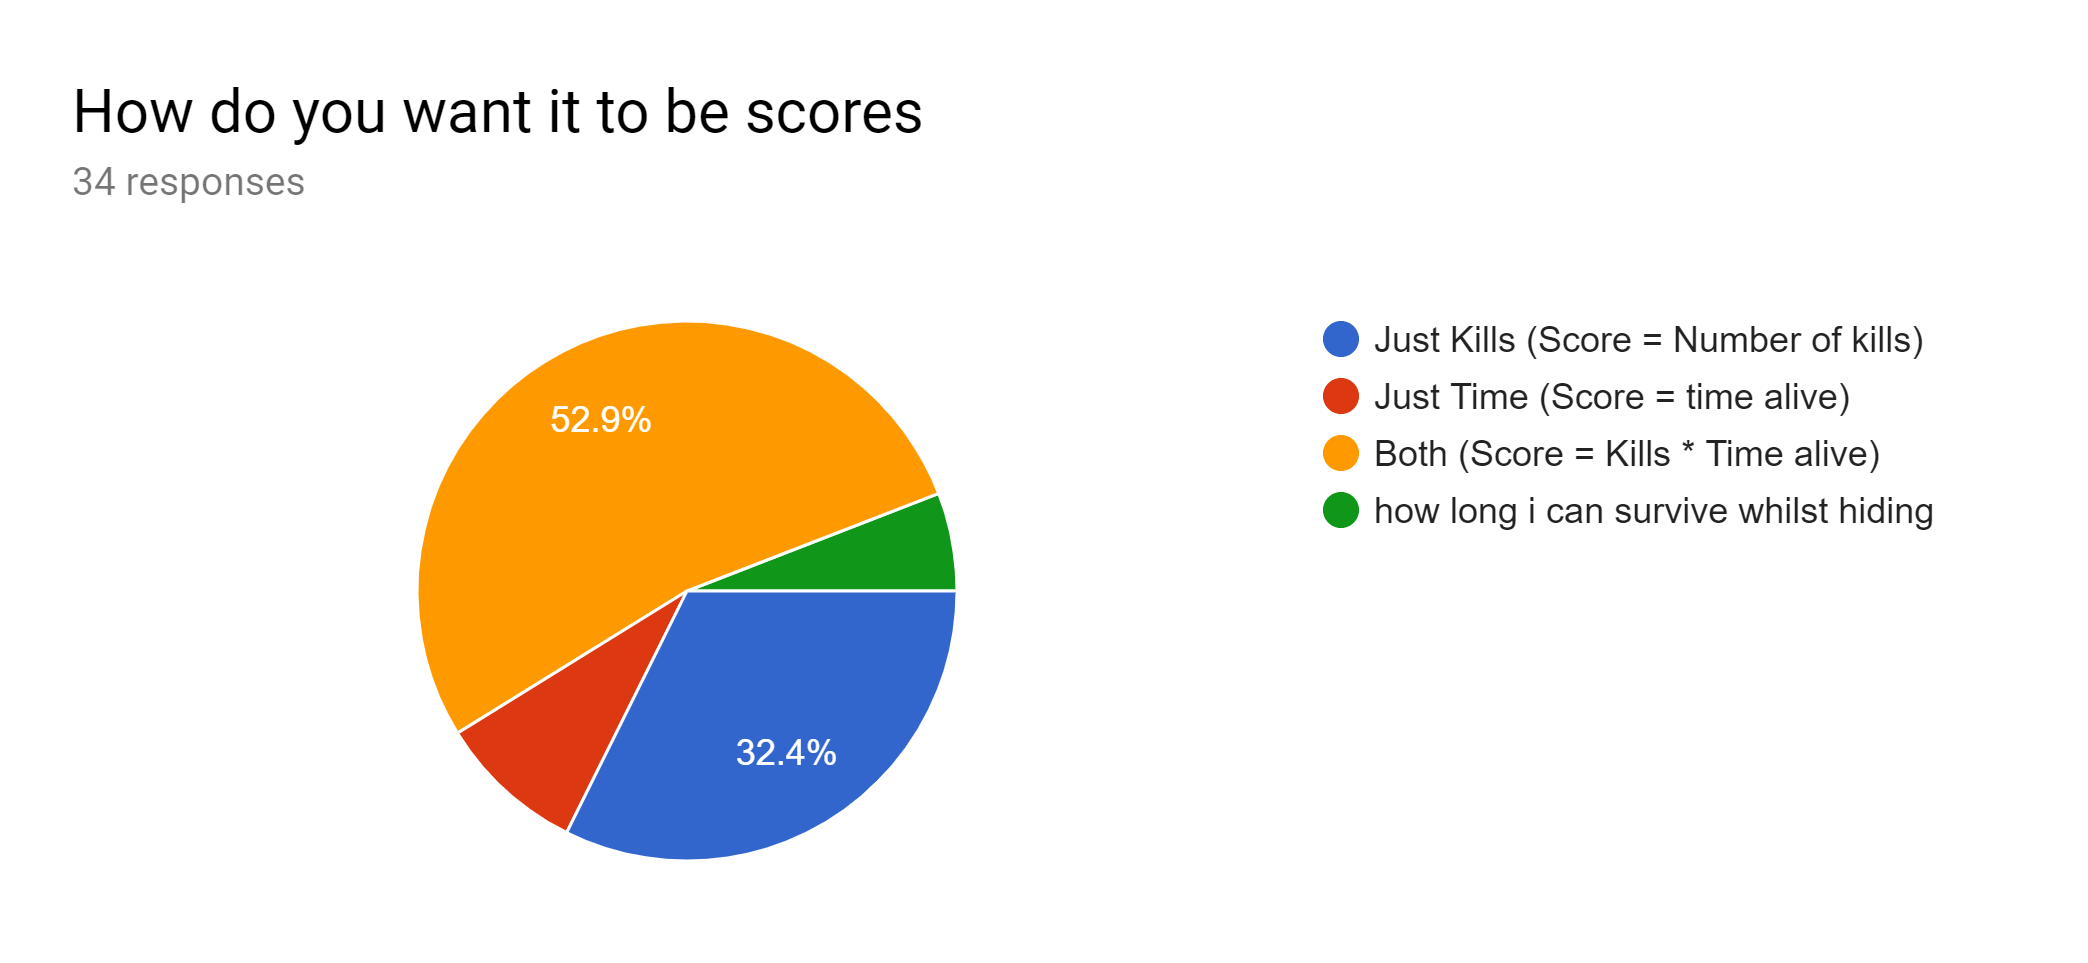 How do you want it to be scores
34 responses
52.9%
32.4%
Just Kills (Score = Number of kills)
Just Time (Score = time alive)
Both (Score = Kills * Time alive)
how long i can survive whilst hiding